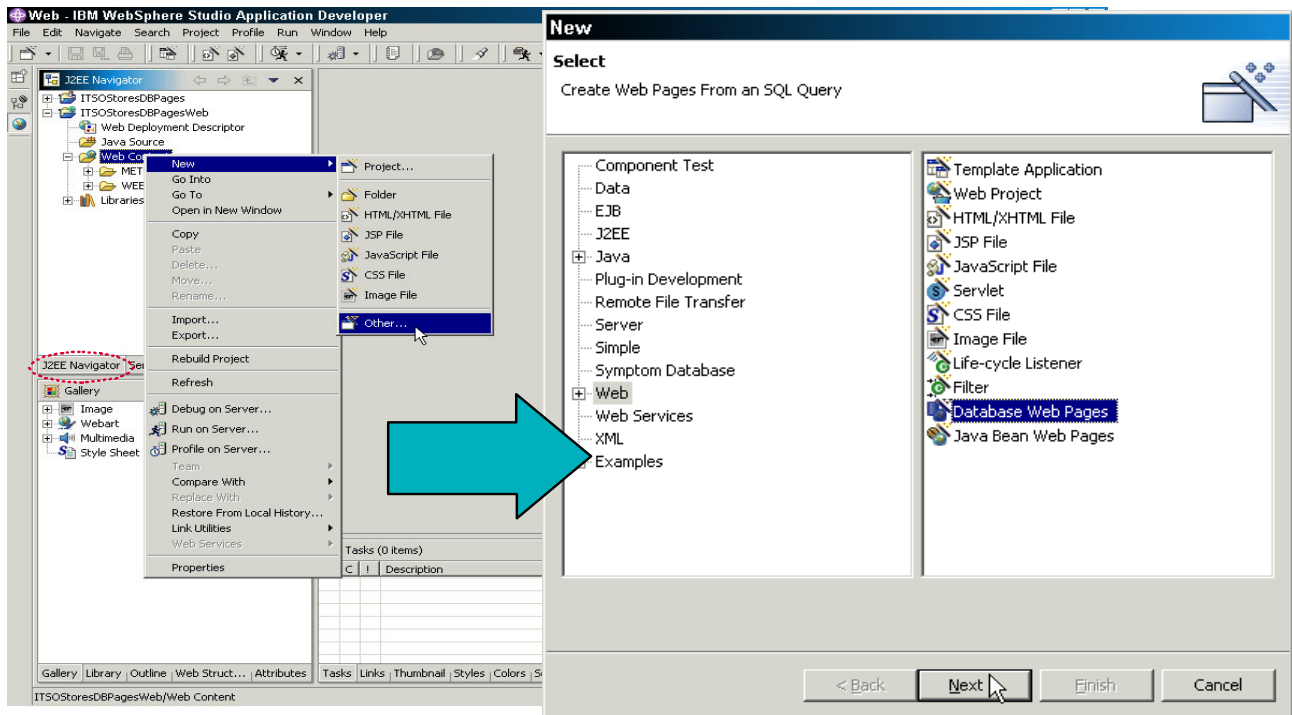 Web - IBM WebSphere Studio Application Developer
File Edit Navigate Search Project Profile Run Window Help
J2EE Navigator
ITSOStoresDBPages
ITSOStoresDBPagesWeb
Web Deployment Descriptor
Java Source
Web Co
MET
WEE
Libraries
New
Go Into
Go To
Open in New Window
Copy
Paste
Delete...
Move...
Rename...
Import...
Export...
Rebuild Project
Refresh
Debug on Server...
Run on Server...
Profile on Server...
Team
Compare With
Replace With
Restore From Local History...
Link Utilities
Web Services
Properties
Project...
Folder
HTML/XHTML File
JSP File
JavaScript File
CSS File
Image File
Other...
J2EE Navigator Ser
Gallery
Image
Webart
Multimedia
Style Sheet
Tasks (0 items)
C ! Description
Gallery Library Outline Web Struct... Attributes
Tasks Links Thumbnail Styles Colors S
ITSOStoresDBPagesWeb/Web Content
New
Select
Create Web Pages From an SQL Query
Component Test
Data
EJB
J2EE
Java
Plug-in Development
Remote File Transfer
Server
Simple
Symptom Database
Web
Web Services
XML
Examples
Template Application
Web Project
HTML/XHTML File
JSP File
JavaScript File
Servlet
CSS File
Image File
Life-cycle Listener
Filter
Database Web Pages
Java Bean Web Pages
< Back Next > Finish Cancel